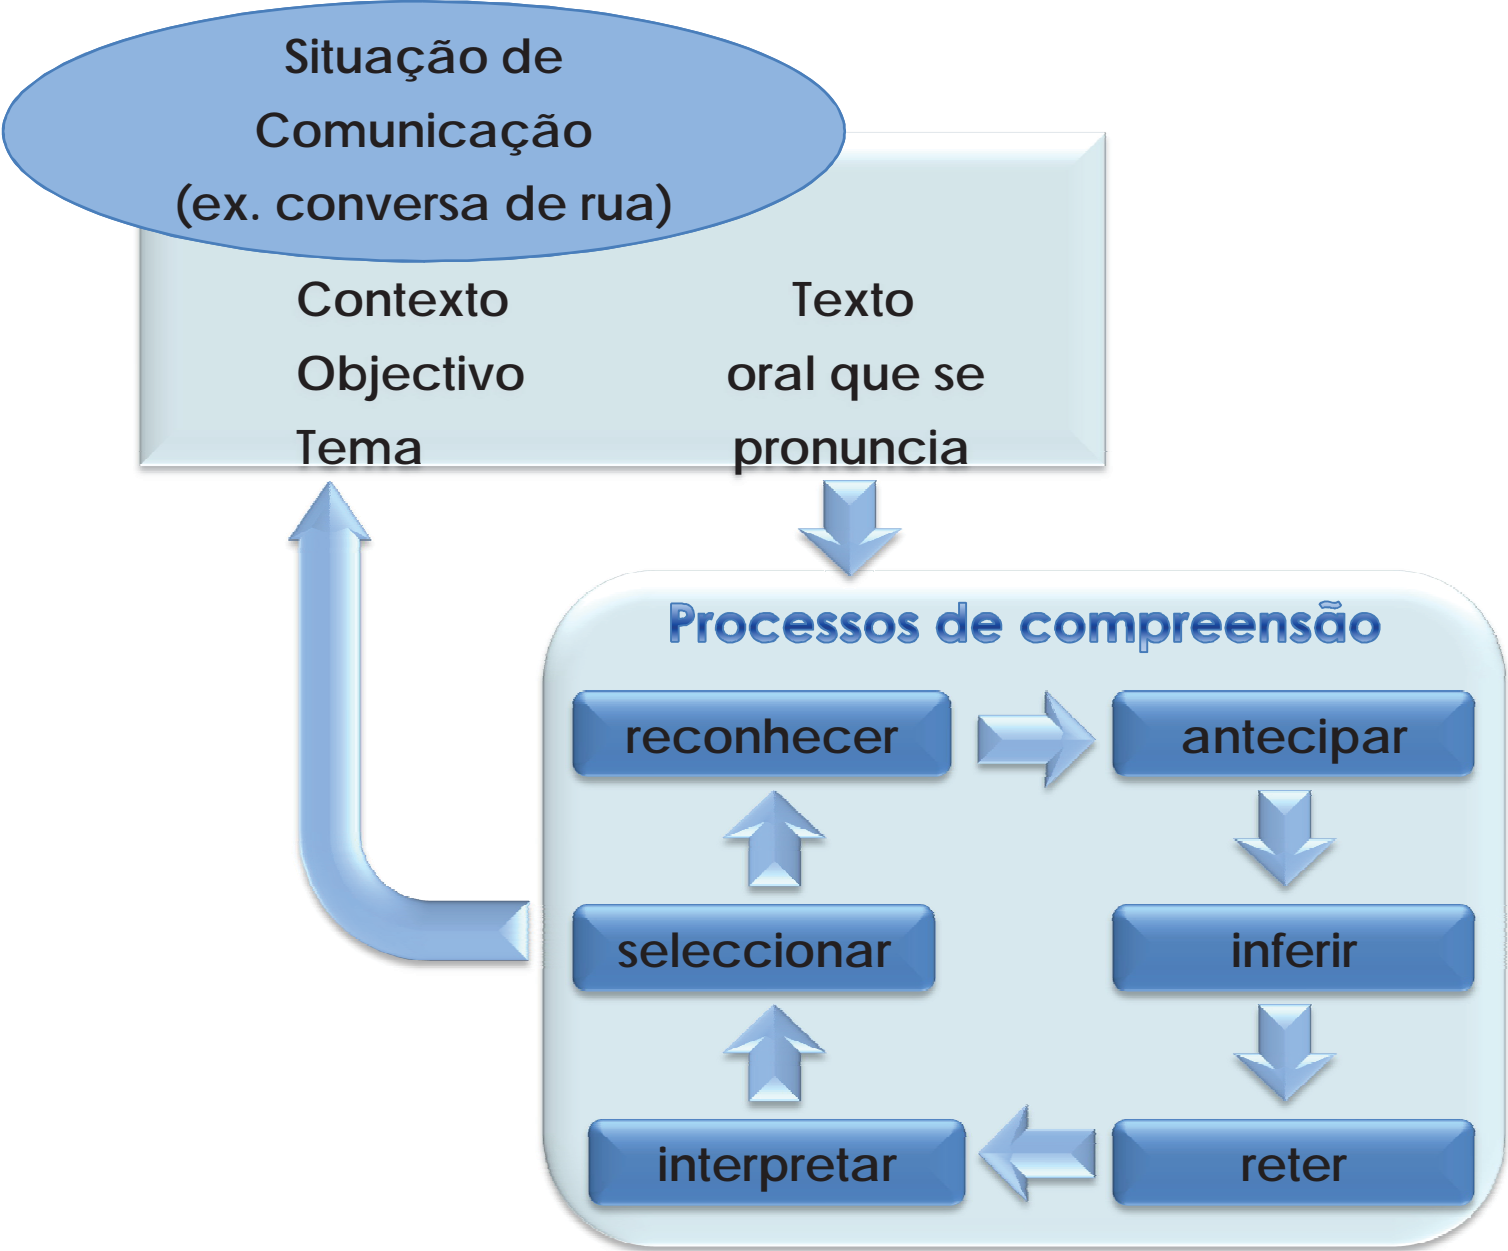 Situação de
Comunicação
(ex. conversa de rua)
Contexto
Objectivo
Tema
Texto
oral que se
pronuncia
Processos de compreensão
reconhecer
antecipar
seleccionar
inferir
interpretar
reter